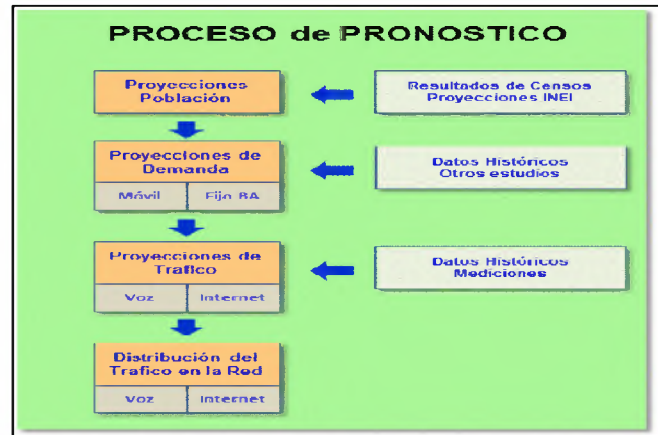 PROCESO de PRONOSTICO
Proyecciones
Población
Resultados de Censos
Proyecciones INEI
Proyecciones de
Demanda
Móvil
Fijo BA
Datos Históricos
Otros estudios
Proyecciones de
Trafico
Voz
Internet
Datos Históricos
Mediciones
Distribución del
Trafico en la Red
Voz
Internet